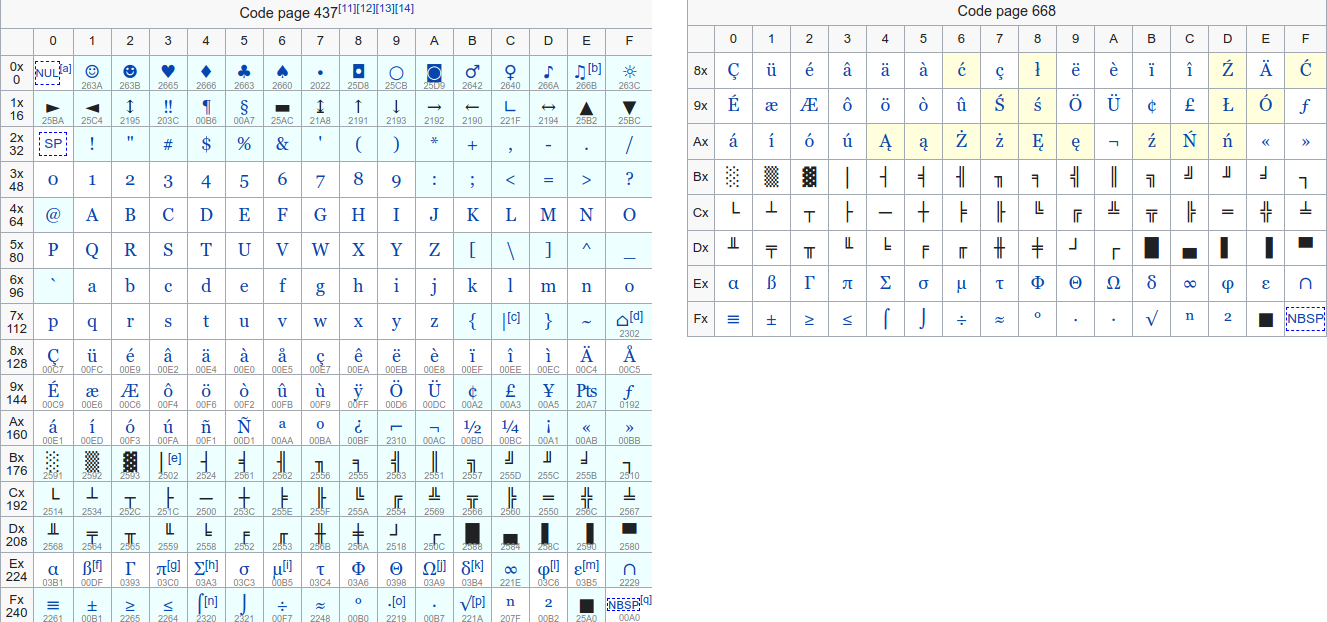 Code page 437[11][12][13][14]
0 1 2 3 4 5 6 7 8 9 A B C D E F
0x NUL[a] ☺ ☻ ♥ ♦ ♣ ♠ • ◘ ○ ◙ ♂ ♀ ♪ ♫[b] ☼
0 263A 263B 2665 2666 2663 2660 2022 25D8 25CB 25D9 2642 2640 266A 266B 263C
1x ► ◄ ↕ ‼ ¶ § ▬ ↨ ↑ ↓ → ← ∟ ↔ ▲ ▼
16 25BA 25C4 2195 203C 00B6 00A7 25AC 21A8 2191 2193 2192 2190 221F 2194 25B2 25BC
2x SP ! " # $ % & ' ( ) * + , - . /
32
3x 0 1 2 3 4 5 6 7 8 9 : ; < = > ?
48
4x @ A B C D E F G H I J K L M N O
64
5x P Q R S T U V W X Y Z [ \ ] ^ _
80
6x ` a b c d e f g h i j k l m n o
96
7x p q r s t u v w x y z { |[c] } ~ ⌂[d]
112 2302
8x Ç ü é â ä à å ç ê ë è ï î ì Ä Å
128 00C7 00FC 00E9 00E2 00E4 00E0 00E5 00E7 00EA 00EB 00E8 00EF 00EE 00EC 00C4 00C5
9x É æ Æ ô ö ò û ù ÿ Ö Ü ¢ £ ¥ ₧ ƒ
144 00C9 00E6 00C6 00F4 00F6 00F2 00FB 00F9 00FF 00D6 00DC 00A2 00A3 00A5 20A7 0192
Ax á í ó ú ñ Ñ ª º ¿ ⌐ ¬ ½ ¼ ¡ « »
160 00E1 00ED 00F3 00FA 00F1 00D1 00AA 00BA 00BF 2310 00AC 00BD 00BC 00A1 00AB 00BB
Bx ░ ▒ ▓ │[e] ┤ ╡ ╢ ╖ ╕ ╣ ║ ╗ ╝ ╜ ╛ ┐
176 2591 2592 2593 2502 2524 2561 2562 2556 2555 2563 2551 2557 255D 255C 255B 2510
Cx └ ┴ ┬ ├ ─ ┼ ╞ ╟ ╚ ╔ ╩ ╦ ╠ ═ ╬ ╧
192 2514 2534 252C 251C 2500 253C 255E 255F 255A 2554 2569 2566 2560 2550 256C 2567
Dx ╨ ╤ ╥ ╙ ╘ ╒ ╓ ╫ ╪ ┘ ┌ █ ▄ ▌ ▐ ▀
208 2568 2564 2565 2559 2558 2552 2553 256B 256A 2518 250C 2588 2584 258C 2590 2580
Ex α ß[f] Γ π[g] Σ[h] σ µ[i] τ Φ Θ Ω[j] δ[k] ∞ φ[l] ε[m] ∩
224 03B1 00DF 0393 03C0 03A3 03C3 00B5 03C4 03A6 0398 03A9 03B4 221E 03C6 03B5 2229
Fx ≡ ± ≥ ≤ ⌠[n] ⌡ ÷ ≈ ° ∙[o] · √[p] ⁿ ² ■ NBSP[q]
240 2261 00B1 2265 2264 2320 2321 00F7 2248 00B0 2219 00B7 221A 207F 00B2 25A0 00A0
Code page 668
0 1 2 3 4 5 6 7 8 9 A B C D E F
8x Ç ü é â ä à ć ç ł ë è ï î Ź Ä Ć
9x É æ Æ ô ö ò û Ś ś Ö Ü ¢ £ Ł Ó ƒ
Ax á í ó ú Ą ą Ż ż Ę ę ¬ ź Ń ń « »
Bx ░ ▒ ▓ │ ┤ ╡ ╢ ╖ ╕ ╣ ║ ╗ ╝ ╜ ╛ ┐
Cx └ ┴ ┬ ├ ─ ┼ ╞ ╟ ╚ ╔ ╩ ╦ ╠ ═ ╬ ╧
Dx ╨ ╤ ╥ ╙ ╘ ╒ ╓ ╫ ╪ ┘ ┌ █ ▄ ▌ ▐ ▀
Ex α ß Γ π Σ σ µ τ Φ Θ Ω δ ∞ φ ε ∩
Fx ≡ ± ≥ ≤ ⌠ ⌡ ÷ ≈ ° ∙ · √ ⁿ ² ■ NBSP